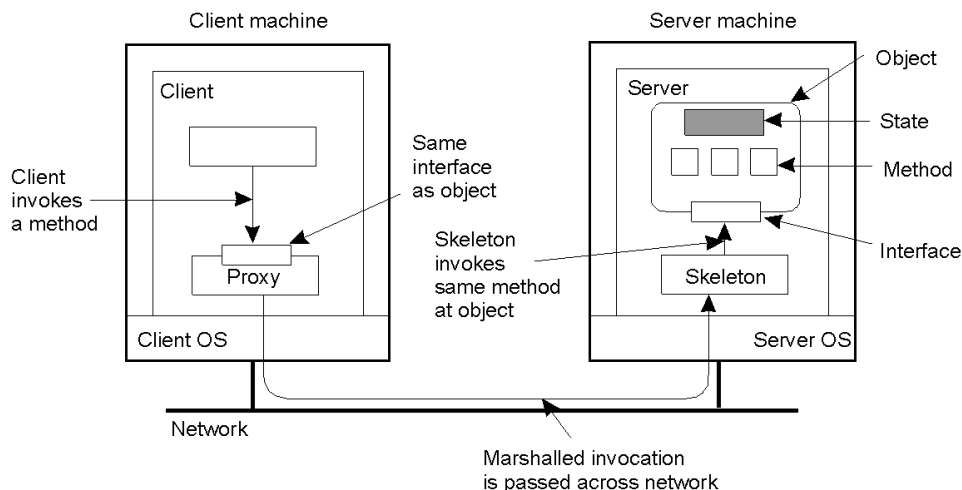 Client machine
Server machine
Object
Client
Server
State
Same
interface
as object
Method
Client
invokes
a method
Skeleton
invokes
same method
at object
Interface
Proxy
Skeleton
Client OS
Server OS
Network
Marshalled invocation
is passed across network